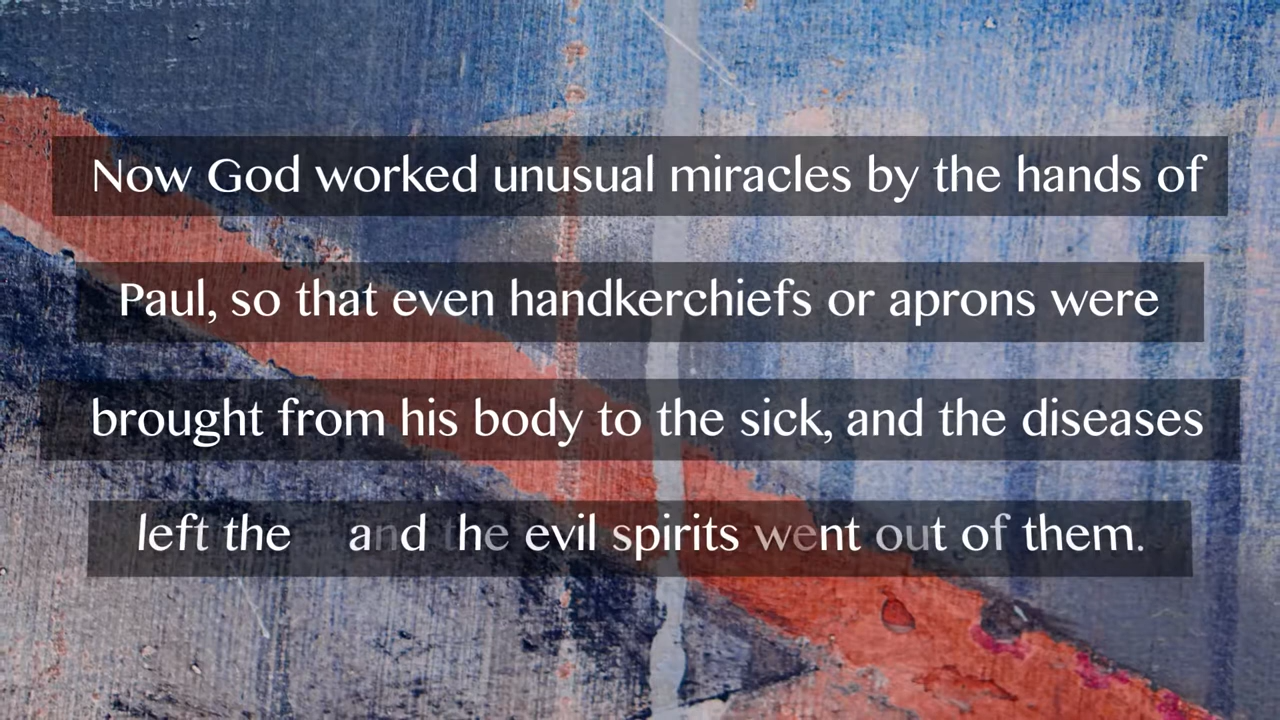 Now God worked unusual miracles by the hands of
Paul, so that even handkerchiefs or aprons were
brought from his body to the sick, and the diseases
left the and the evil spirits went out of them.